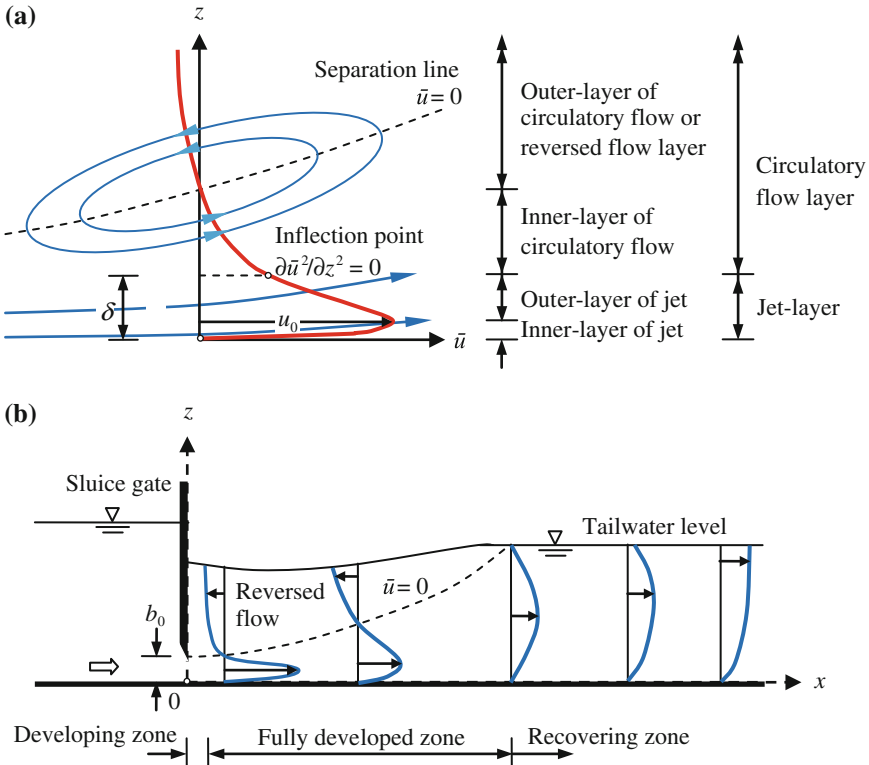 (a)
z
Separation line
ū = 0
Outer-layer of
circulatory flow or
reversed flow layer
Circulatory
flow layer
Inner-layer of
circulatory flow
Inflection point
∂ū²/∂z² = 0
δ
u₀
Outer-layer of jet
Inner-layer of jet
Jet-layer
ū
(b)
z
Sluice gate
Tailwater level
Reversed
flow
ū = 0
b₀
0
x
Developing zone
Fully developed zone
Recovering zone